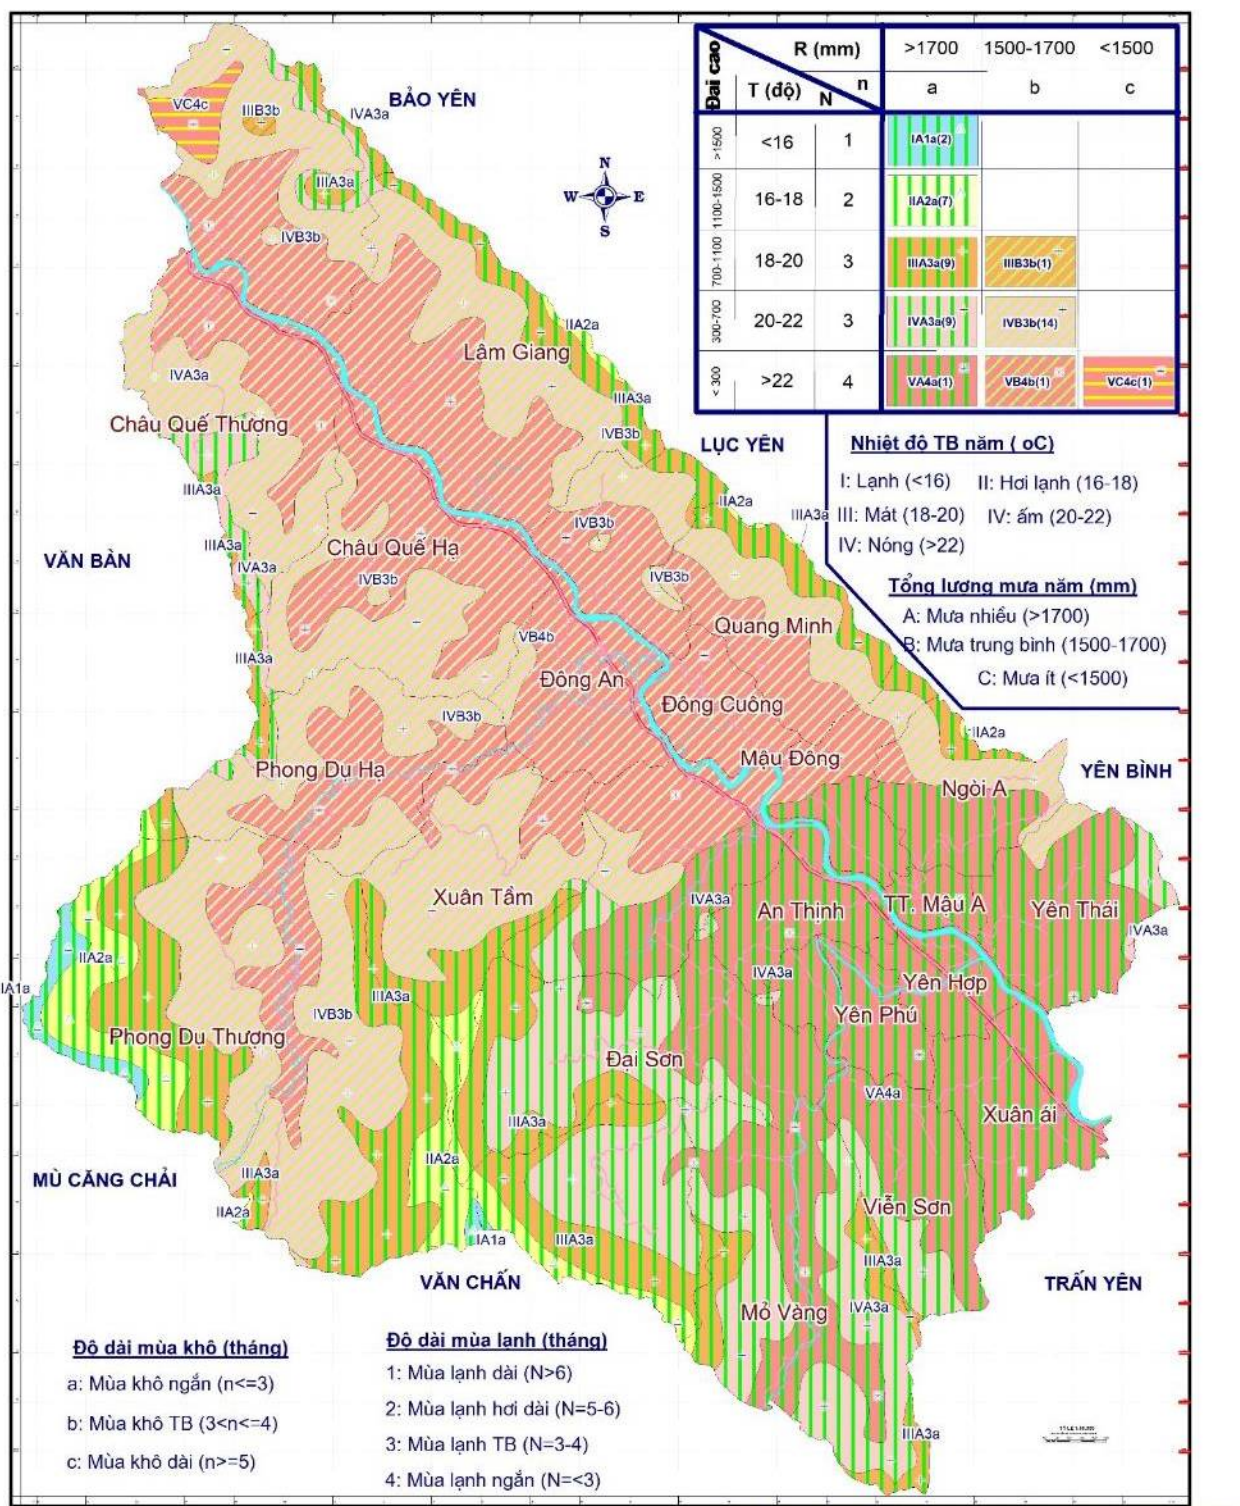 Đai cao
R (mm)
T (độ)
N
n
>1700
1500-1700
<1500
a
b
c
>1500
<16
1
IA1a(2)
1100-1500
16-18
2
IIA2a(7)
700-1100
18-20
3
IIIA3a(9)
IIIB3b(1)
300-700
20-22
3
IVA3a(9)
IVB3b(14)
< 300
>22
4
VA4a(1)
VB4b(1)
VC4c(1)
Nhiệt độ TB năm ( oC)
I: Lạnh (<16)
II: Hơi lạnh (16-18)
III: Mát (18-20)
IV: ấm (20-22)
IV: Nóng (>22)
Tổng lượng mưa năm (mm)
A: Mưa nhiều (>1700)
B: Mưa trung bình (1500-1700)
C: Mưa ít (<1500)
N
W
E
S
BẢO YÊN
VC4c
IIIB3b
IVA3a
IIIA3a
IVB3b
IIA2a
Lâm Giang
IVA3a
IIIA3a
Châu Quế Thượng
IVB3b
LỤC YÊN
IIIA3a
IIA2a
IIIA3a
IVB3b
IIIA3a
Châu Quế Hạ
VĂN BÀN
IVA3a
IVB3b
IVB3b
Quang Minh
VB4b
IIIA3a
Đông An
Đông Cuông
IVB3b
IIA2a
Mậu Đông
Phong Dụ Hạ
YÊN BÌNH
Ngòi A
Xuân Tầm
IVA3a
An Thịnh
TT. Mậu A
Yên Thái
IVA3a
IIA2a
IVA3a
IA1a
Yên Hợp
IIIA3a
IVB3b
Yên Phú
Phong Dụ Thượng
Đại Sơn
VA4a
IIIA3a
Xuân ái
IIA2a
IIIA3a
MÙ CĂNG CHẢI
IIA2a
Viễn Sơn
IA1a
IIIA3a
IIIA3a
VĂN CHẤN
TRẤN YÊN
IVA3a
Mỏ Vàng
IIIA3a
Độ dài mùa khô (tháng)
a: Mùa khô ngắn (n<=3)
b: Mùa khô TB (3<n<=4)
c: Mùa khô dài (n>=5)
Độ dài mùa lạnh (tháng)
1: Mùa lạnh dài (N>6)
2: Mùa lạnh hơi dài (N=5-6)
3: Mùa lạnh TB (N=3-4)
4: Mùa lạnh ngắn (N=<3)